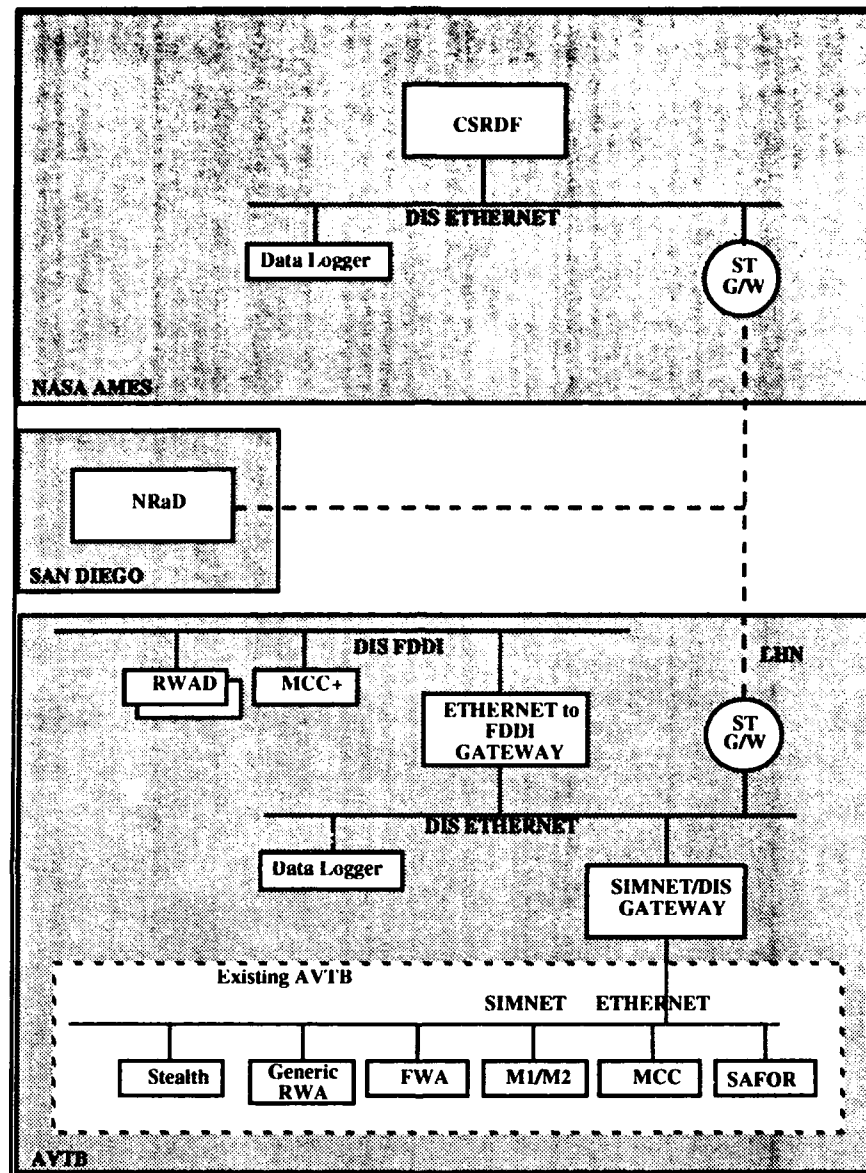 CSRDF
DIS ETHERNET
Data Logger
ST
G/W
NASA AMES
NRaD
SAN DIEGO
DIS FDDI
LHN
RWAD
MCC+
ETHERNET to
FDDI
GATEWAY
ST
G/W
DIS ETHERNET
Data Logger
SIMNET/DIS
GATEWAY
Existing AVTB
SIMNET ETHERNET
Stealth
Generic
RWA
FWA
M1/M2
MCC
SAFOR
AVTB